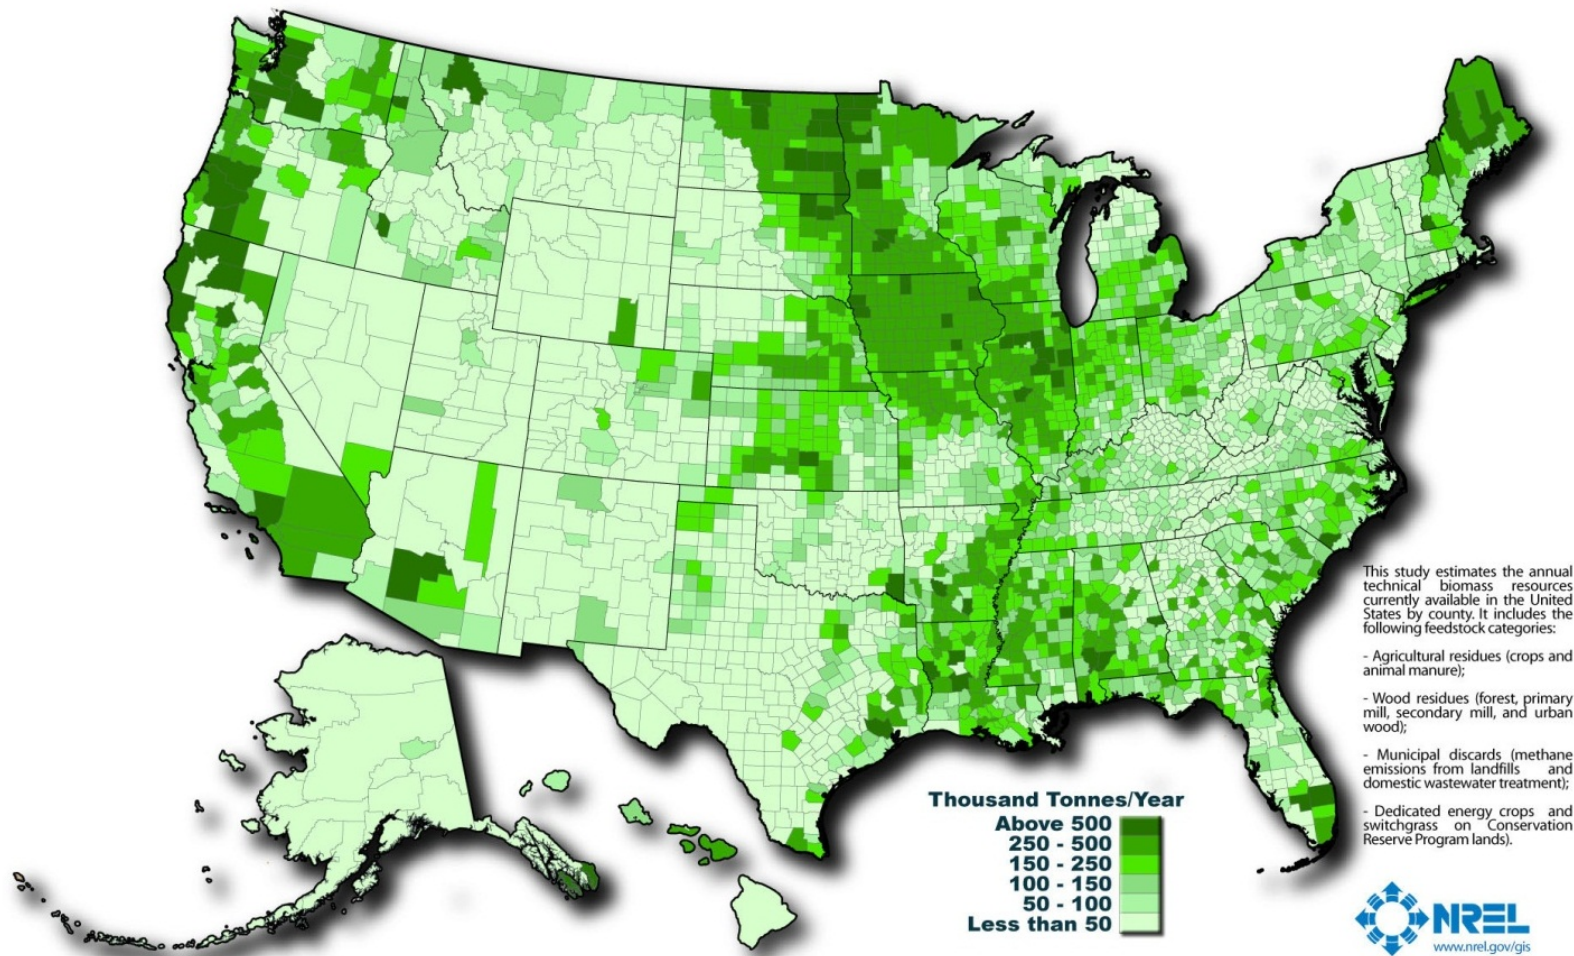 This study estimates the annual
technical biomass resources
currently available in the United
States by county. It includes the
following feedstock categories:
- Agricultural residues (crops and
animal manure);
- Wood residues (forest, primary
mill, secondary mill, and urban
wood);
- Municipal discards (methane
emissions from landfills and
domestic wastewater treatment);
- Dedicated energy crops and
switchgrass on Conservation
Reserve Program lands).
Thousand Tonnes/Year
Above 500
250 - 500
150 - 250
100 - 150
50 - 100
Less than 50
NREL
www.nrel.gov/gis